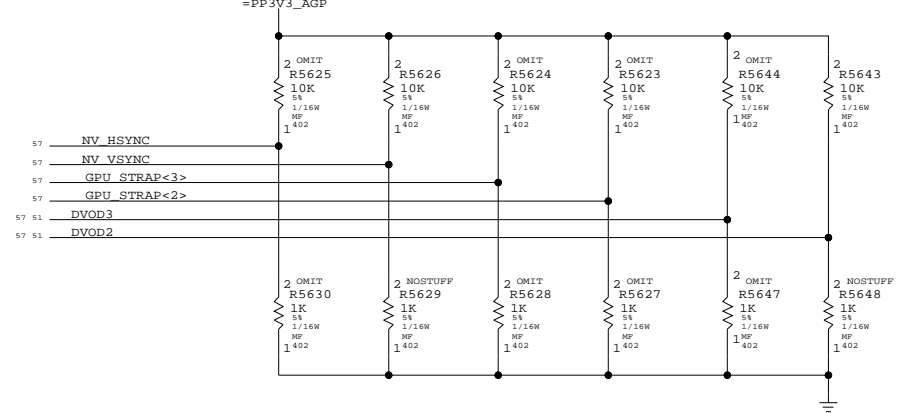 =PP3V3_AGP
2 OMIT 2 OMIT 2 OMIT 2 OMIT 2 OMIT 2
R5625 R5626 R5624 R5623 R5644 R5643
10K 10K 10K 10K 10K 10K
5% 5% 5% 5% 5% 5%
1/16W 1/16W 1/16W 1/16W 1/16W 1/16W
MF MF MF MF MF MF
1 402 1 402 1 402 1 402 1 402 1 402
57 NV_HSYNC
57 NV_VSYNC
57 GPU_STRAP<3>
57 GPU_STRAP<2>
57 51 DVOD3
57 51 DVOD2
2 OMIT 2 NOSTUFF 2 OMIT 2 OMIT 2 OMIT 2 NOSTUFF
R5630 R5629 R5628 R5627 R5647 R5648
1K 1K 1K 1K 1K 1K
5% 5% 5% 5% 5% 5%
1/16W 1/16W 1/16W 1/16W 1/16W 1/16W
MF MF MF MF MF MF
1 402 1 402 1 402 1 402 1 402 1 402